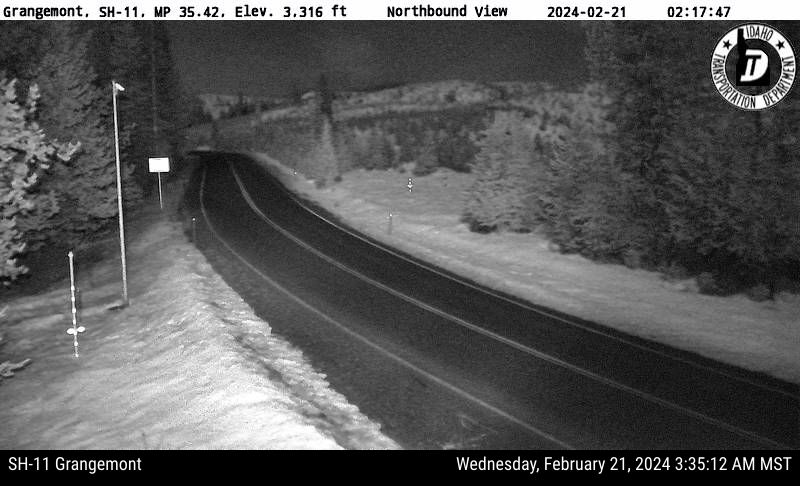 Grangemont, SH-11, MP 35.42, Elev. 3,316 ft Northbound View 2024-02-21 02:17:47
IDAHO
TRANSPORTATION DEPARTMENT
SH-11 Grangemont Wednesday, February 21, 2024 3:35:12 AM MST